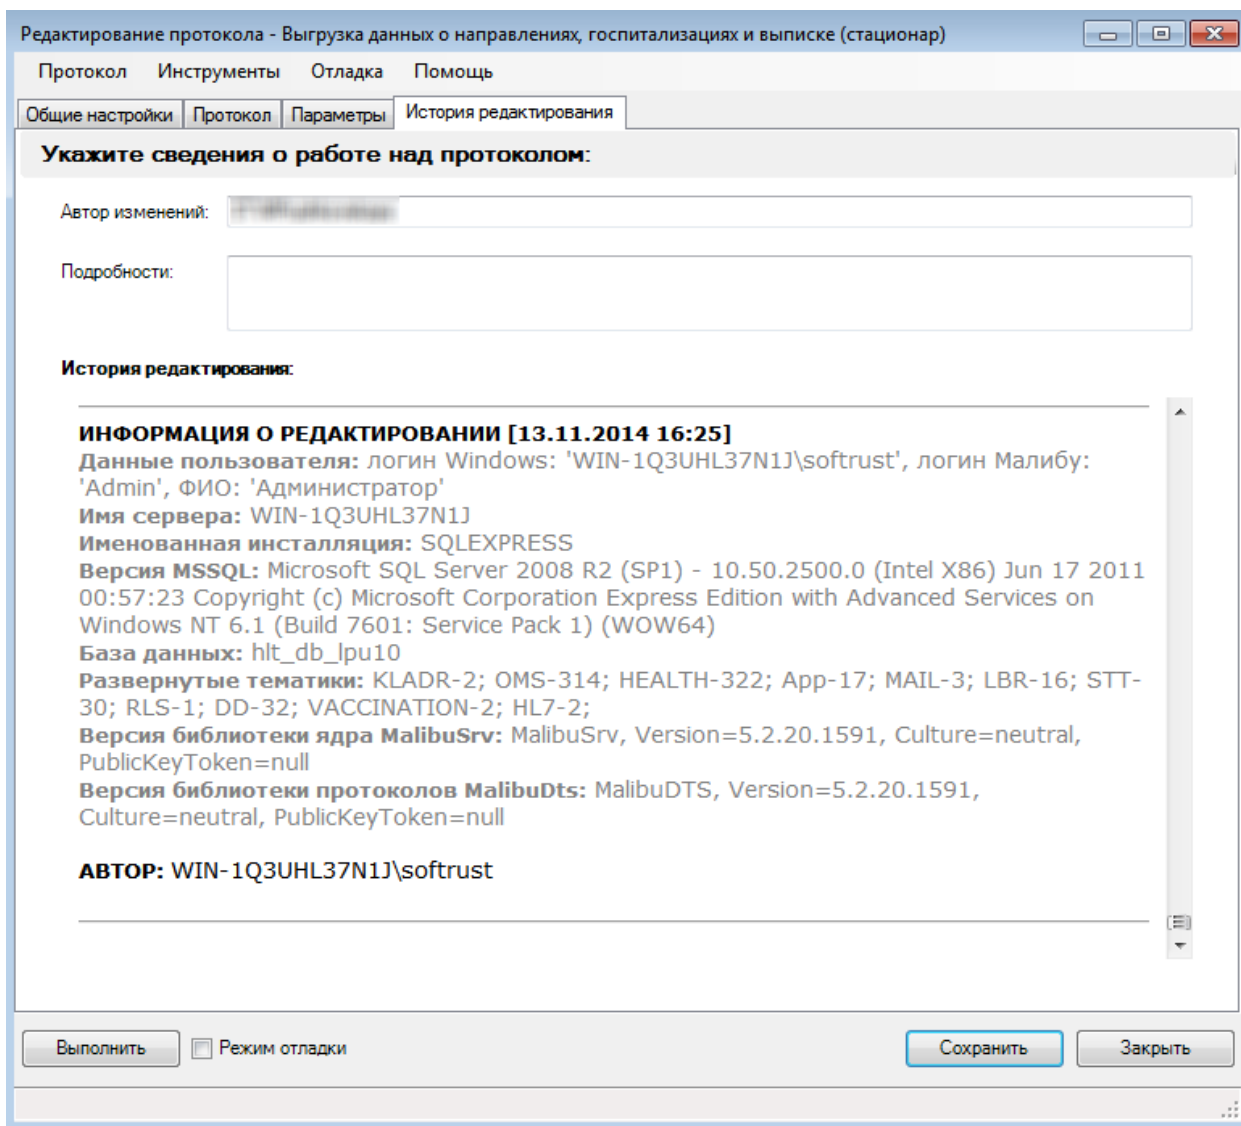 Редактирование протокола - Выгрузка данных о направлениях, госпитализациях и выписке (стационар)
Протокол Инструменты Отладка Помощь
Общие настройки Протокол Параметры История редактирования
Укажите сведения о работе над протоколом:
Автор изменений:
Подробности:
История редактирования:
ИНФОРМАЦИЯ О РЕДАКТИРОВАНИИ [13.11.2014 16:25]
Данные пользователя: логин Windows: 'WIN-1Q3UHL37N1J\softrust', логин Малибу:
'Admin', ФИО: 'Администратор'
Имя сервера: WIN-1Q3UHL37N1J
Именованная инсталляция: SQLEXPRESS
Версия MSSQL: Microsoft SQL Server 2008 R2 (SP1) - 10.50.2500.0 (Intel X86) Jun 17 2011
00:57:23 Copyright (c) Microsoft Corporation Express Edition with Advanced Services on
Windows NT 6.1 (Build 7601: Service Pack 1) (WOW64)
База данных: hlt_db_lpu10
Развернутые тематики: KLADR-2; OMS-314; HEALTH-322; App-17; MAIL-3; LBR-16; STT-
30; RLS-1; DD-32; VACCINATION-2; HL7-2;
Версия библиотеки ядра MalibuSrv: MalibuSrv, Version=5.2.20.1591, Culture=neutral,
PublicKeyToken=null
Версия библиотеки протоколов MalibuDts: MalibuDTS, Version=5.2.20.1591,
Culture=neutral, PublicKeyToken=null
АВТОР: WIN-1Q3UHL37N1J\softrust
Выполнить Режим отладки Сохранить Закрыть